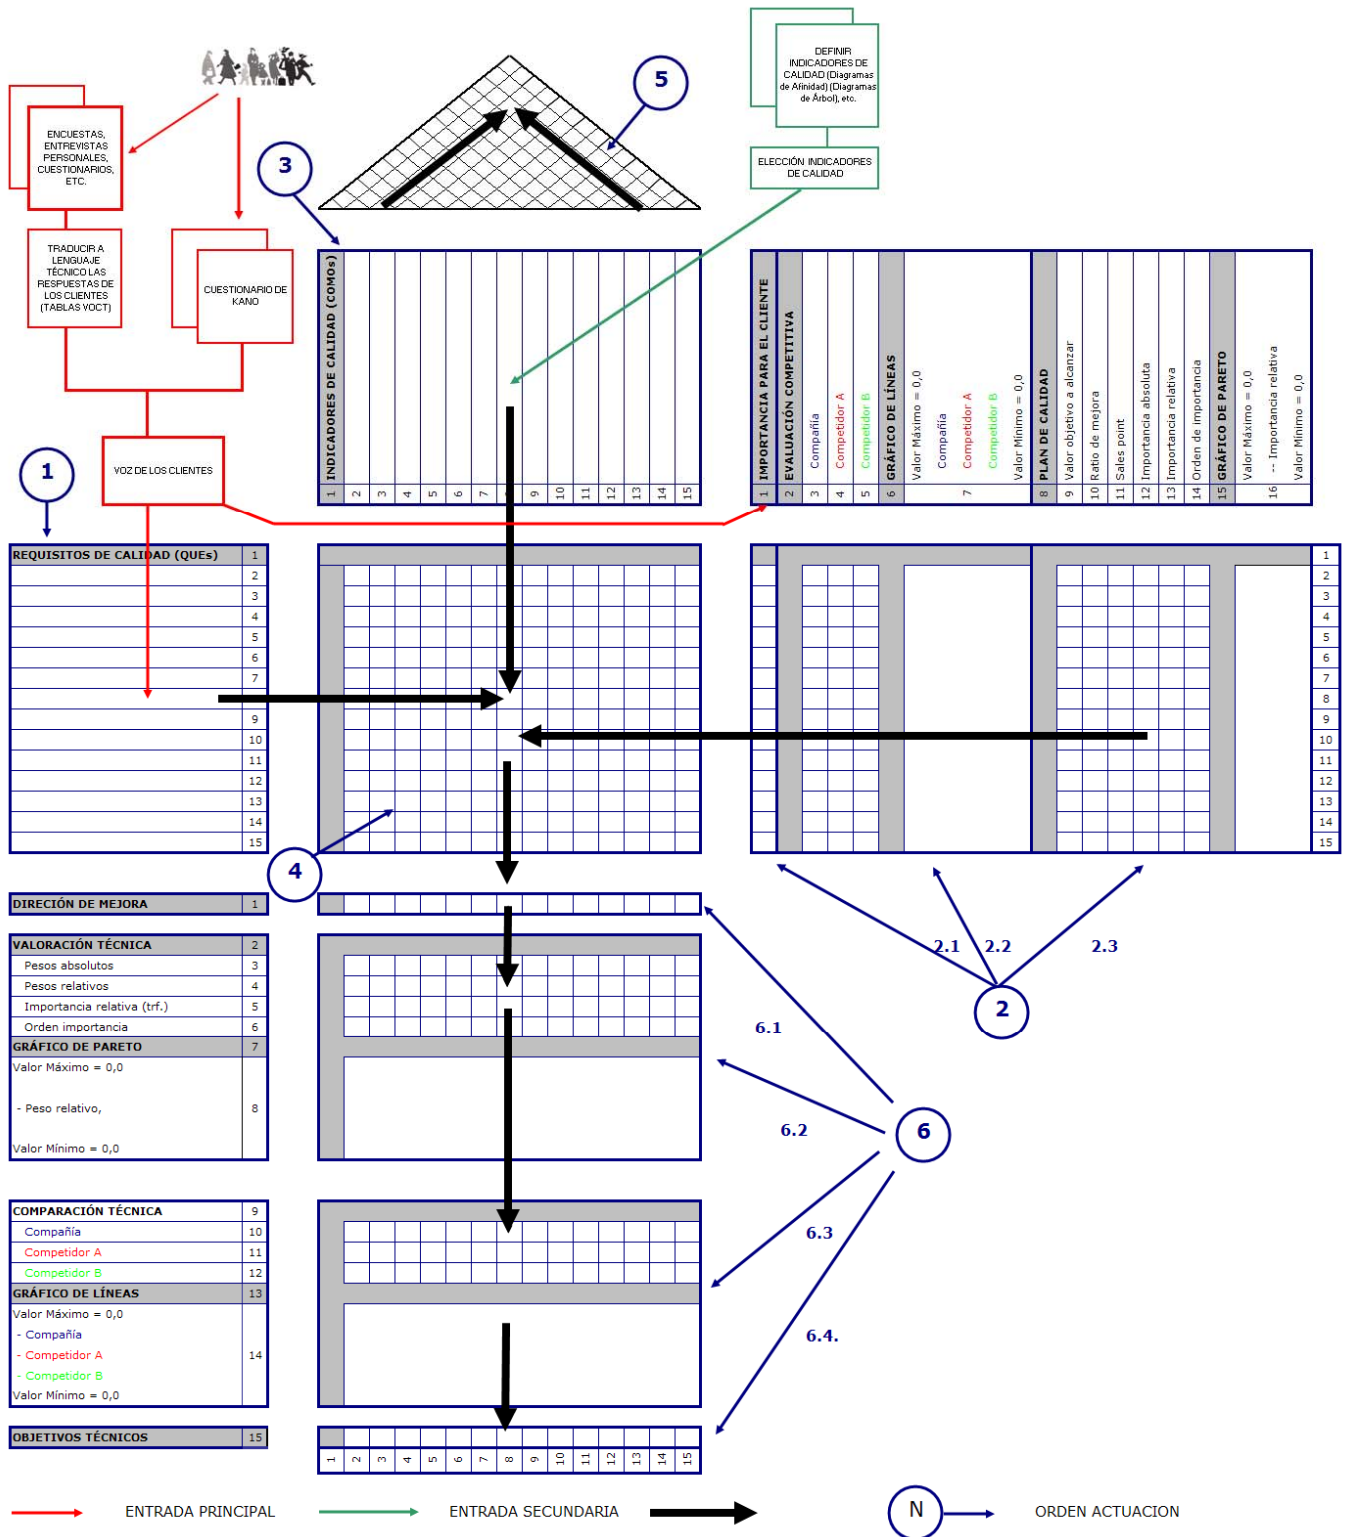 DEFINIR
INDICADORES DE
CALIDAD (Diagramas
de Afinidad) (Diagramas
de Árbol), etc.
ELECCIÓN INDICADORES
DE CALIDAD
5
3
ENCUESTAS,
ENTREVISTAS
PERSONALES,
CUESTIONARIOS,
ETC.
TRADUCIR A
LENGUAJE
TÉCNICO LAS
RESPUESTAS DE
LOS CLIENTES
(TABLAS VOCT)
CUESTIONARIO DE
KANO
VOZ DE LOS CLIENTES
1
1 INDICADORES DE CALIDAD (COMOs)
2
3
4
5
6
7
9
10
11
12
13
14
15
1 IMPORTANCIA PARA EL CLIENTE
2 EVALUACIÓN COMPETITIVA
3 Compañía
4 Competidor A
5 Competidor B
6 GRÁFICO DE LÍNEAS
Valor Máximo = 0,0
Compañía
7 Competidor A
Competidor B
Valor Mínimo = 0,0
8 PLAN DE CALIDAD
9 Valor objetivo a alcanzar
10 Ratio de mejora
11 Sales point
12 Importancia absoluta
13 Importancia relativa
14 Orden de importancia
15 GRÁFICO DE PARETO
Valor Máximo = 0,0
16 -- Importancia relativa
Valor Mínimo = 0,0
REQUISITOS DE CALIDAD (QUEs) 1
2
3
4
5
6
7
9
10
11
12
13
14
15
1
2
3
4
5
6
7
8
9
10
11
12
13
14
15
4
2.1
2.2
2.3
2
DIRECIÓN DE MEJORA 1
VALORACIÓN TÉCNICA 2
Pesos absolutos 3
Pesos relativos 4
Importancia relativa (trf.) 5
Orden importancia 6
GRÁFICO DE PARETO 7
Valor Máximo = 0,0
- Peso relativo, 8
Valor Mínimo = 0,0
6.1
6.2
6
6.3
6.4.
COMPARACIÓN TÉCNICA 9
Compañía 10
Competidor A 11
Competidor B 12
GRÁFICO DE LÍNEAS 13
Valor Máximo = 0,0
- Compañía
- Competidor A 14
- Competidor B
Valor Mínimo = 0,0
OBJETIVOS TÉCNICOS 15
1 2 3 4 5 6 7 8 9 10 11 12 13 14 15
ENTRADA PRINCIPAL
ENTRADA SECUNDARIA
N
ORDEN ACTUACION